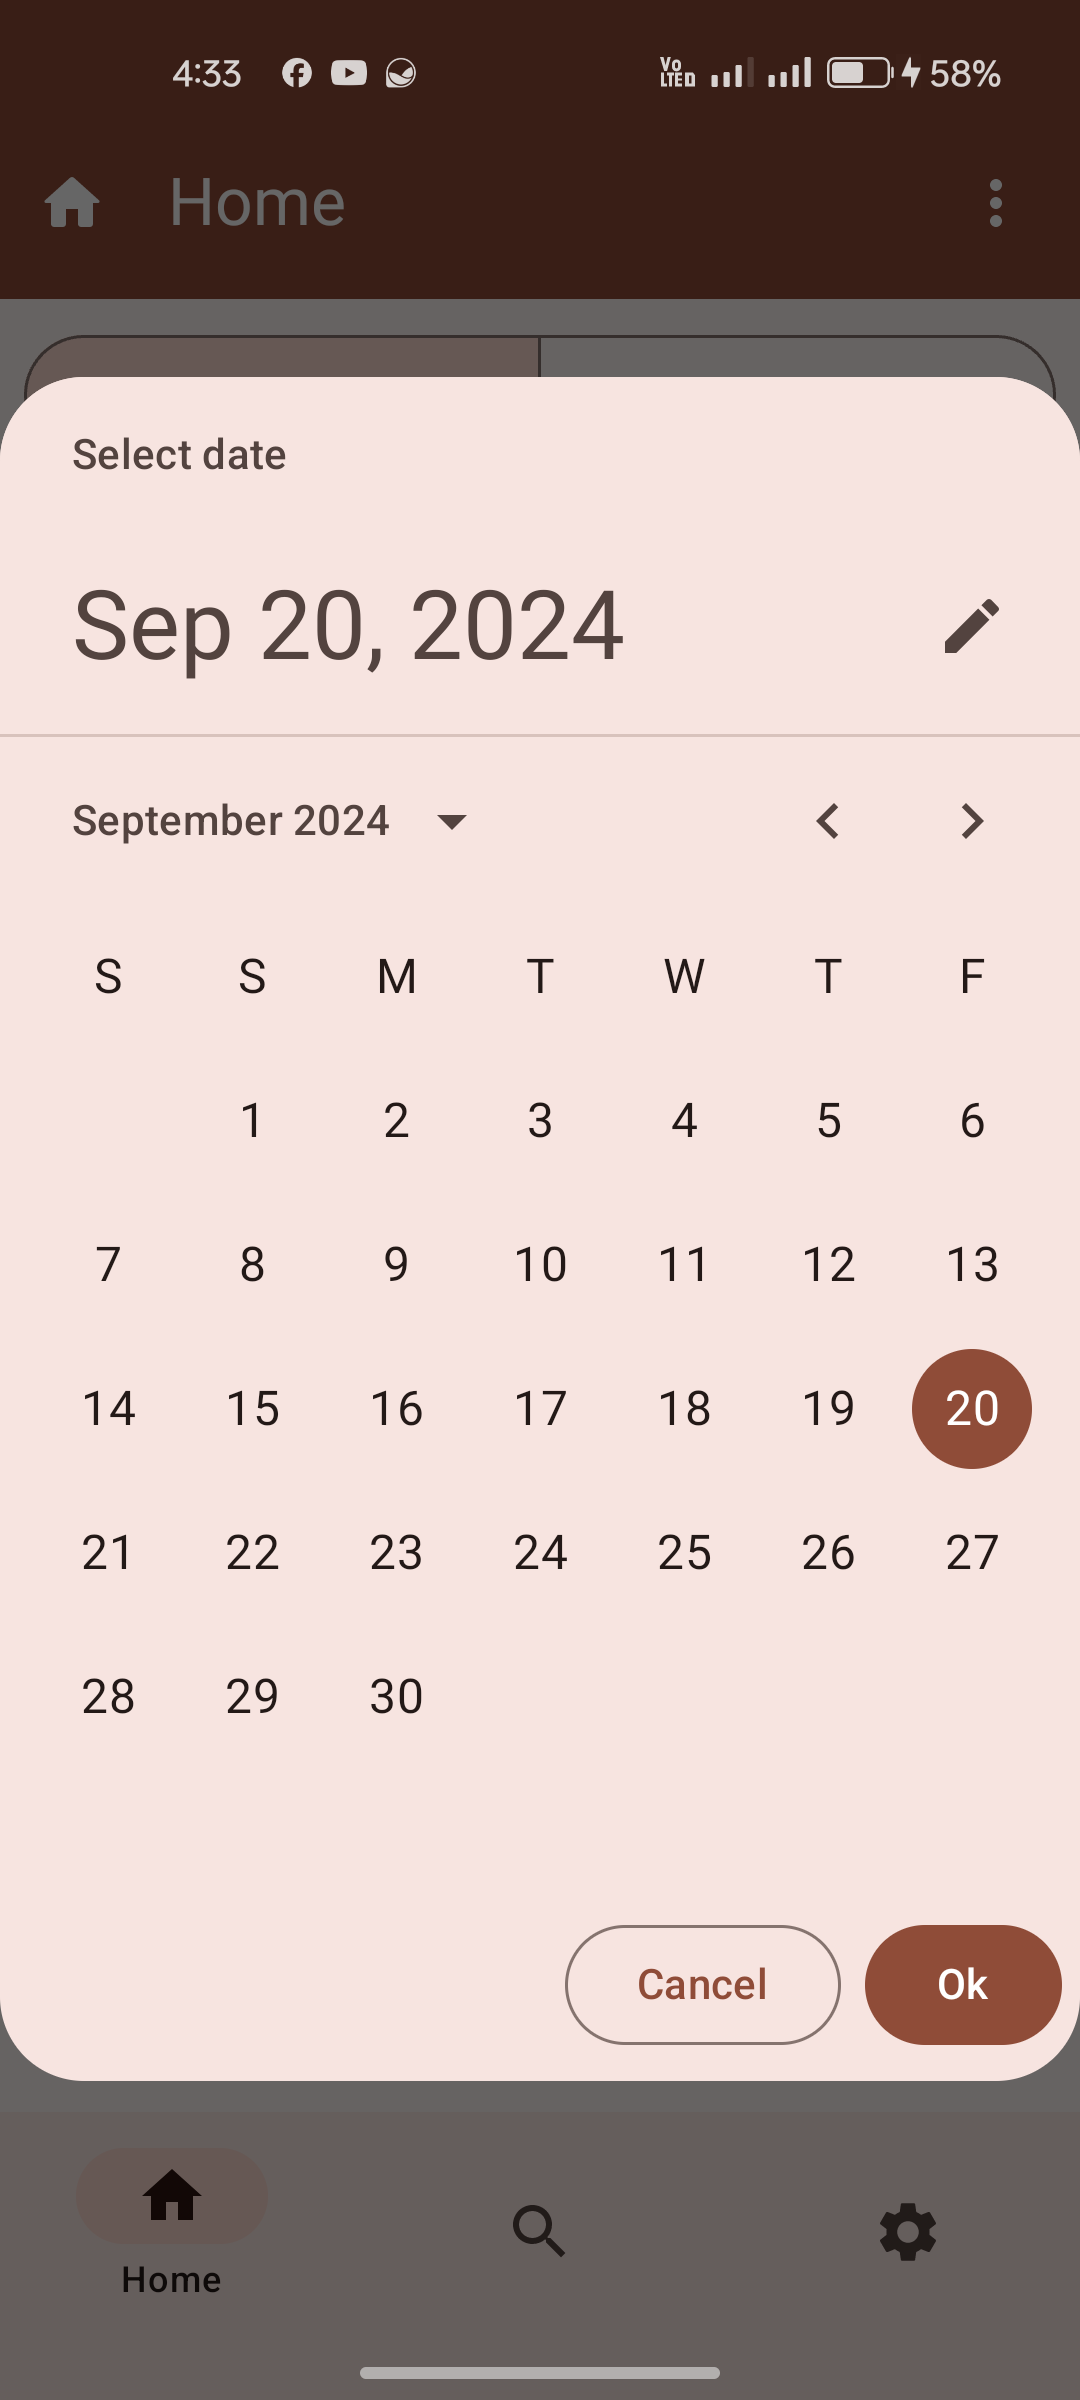 4:33 Vo LTE 58%
Home
Select date
Sep 20, 2024
September 2024
S S M T W T F
1 2 3 4 5 6
7 8 9 10 11 12 13
14 15 16 17 18 19 20
21 22 23 24 25 26 27
28 29 30
Cancel Ok
Home